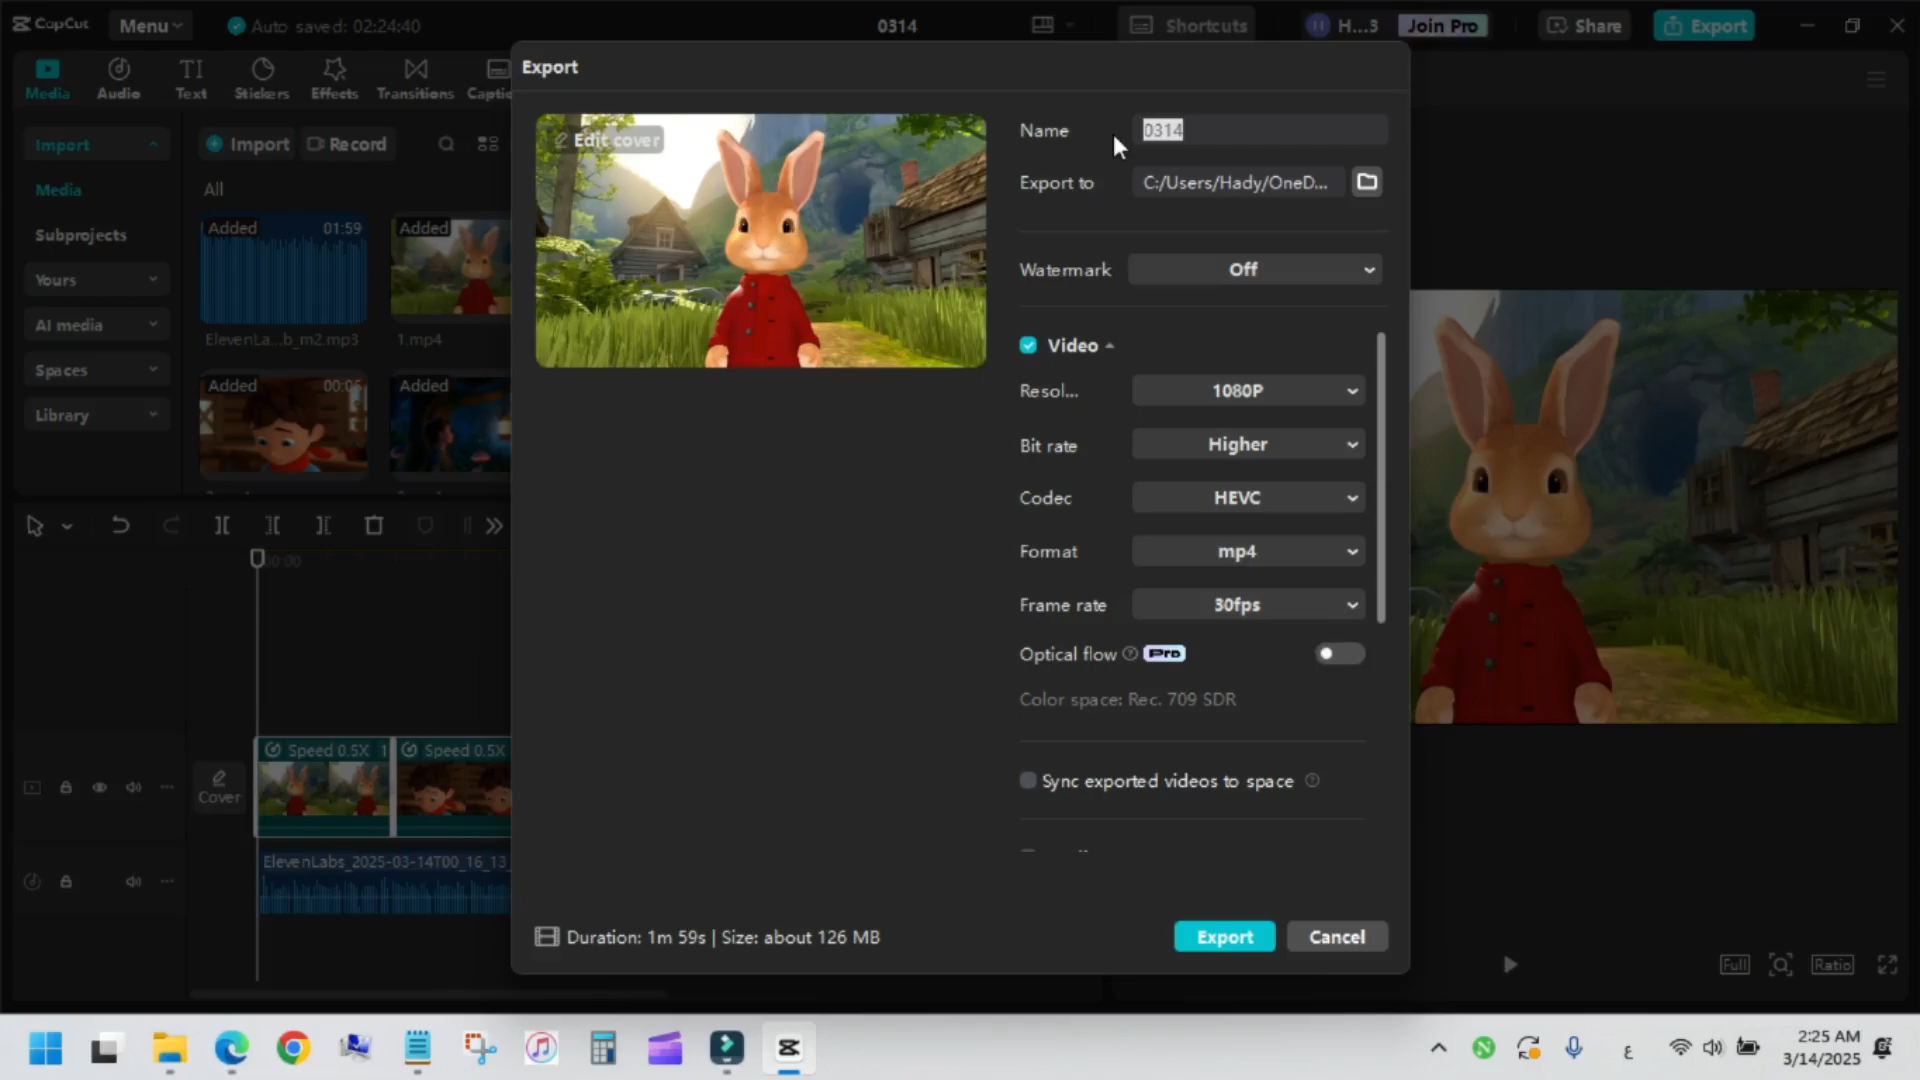 CapCut
Menu
Auto saved: 02:24:40
0314
Shortcuts
H...3
Join Pro
Share
Export
Media
Audio
Text
Stickers
Effects
Transitions
Import
Media
Subprojects
Yours
AI media
Spaces
Library
Import
Record
All
Added
01:59
ElevenLa...b_m2.mp3
Added
1.mp4
Added
Added
Export
Edit cover
Name
0314
Export to
C:/Users/Hady/OneD...
Watermark
Off
Video
Resol...
1080P
Bit rate
Higher
Codec
HEVC
Format
mp4
Frame rate
30fps
Optical flow
Pro
Color space: Rec. 709 SDR
Sync exported videos to space
Duration: 1m 59s | Size: about 126 MB
Export
Cancel
Cover
Speed 0.5X
Speed 0.5X
ElevenLabs_2025-03-14T00_16_13_
Full
Ratio
ع
2:25 AM
3/14/2025